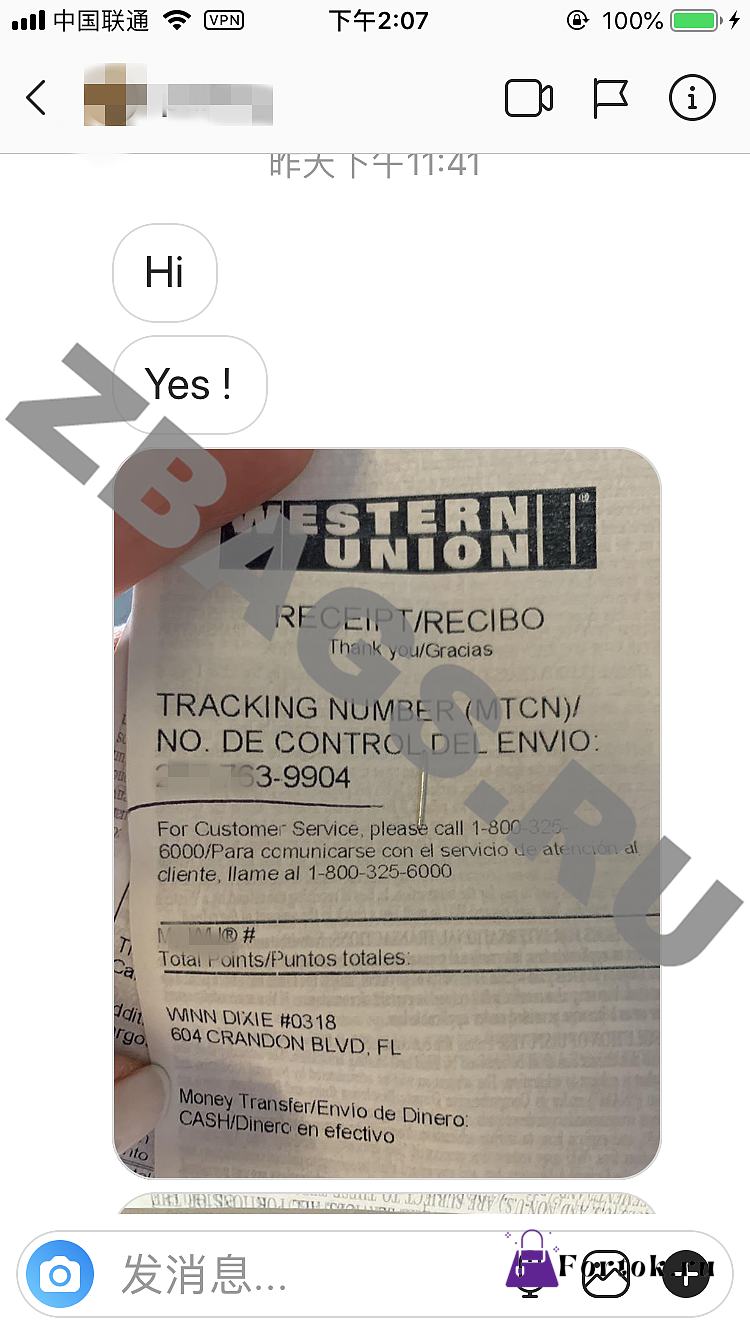 中国联通 VPN 下午2:07 100%
昨天下午11:41
Hi
Yes !
WESTERN
UNION
RECEIPT/RECIBO
Thank you/Gracias
TRACKING NUMBER (MTCN)/
NO. DE CONTROL DEL ENVIO:
63-9904
For Customer Service, please call 1-800-325-
6000/Para comunicarse con el servicio de atención al
cliente, llame al 1-800-325-6000
#
Total Points/Puntos totales:
WINN DIXIE #0318
604 CRANDON BLVD, FL
Money Transfer/Envio de Dinero:
CASH/Dinero en efectivo
ZBAGS.RU
发消息...
Fortok.ru